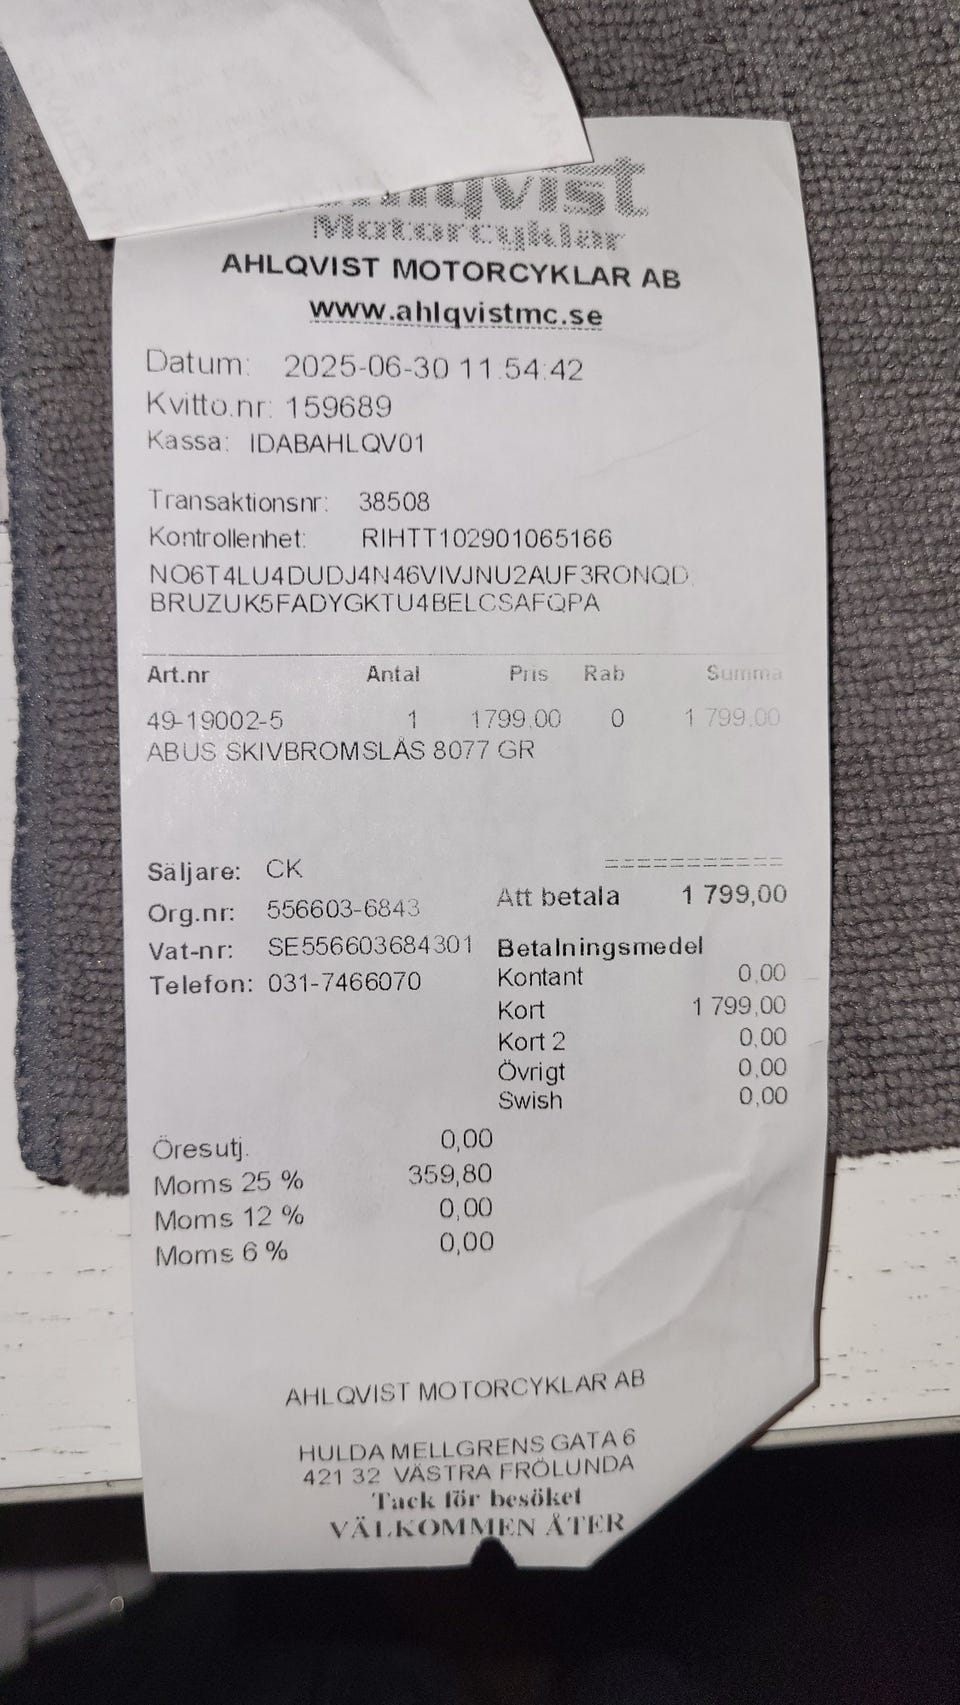 Motorcyklar
AHLQVIST MOTORCYKLAR AB
www.ahlqvistmc.se
Datum: 2025-06-30 11:54:42
Kvitto.nr: 159689
Kassa: IDABAHLQV01
Transaktionsnr: 38508
Kontrollenhet: RIHTT102901065166
NO6T4LU4DUDJ4N46VIVJNU2AUF3RONQD
BRUZUK5FADYGKTU4BELCSAFQPA
Art.nr Antal Pris Rab Summa
49-19002-5 1 1799.00 0 1 799,00
ABUS SKIVBROMSLÅS 8077 GR
===========
Säljare: CK
Att betala 1 799,00
Org.nr: 556603-6843
Vat-nr: SE556603684301
Telefon: 031-7466070
Betalningsmedel
Kontant 0,00
Kort 1 799,00
Kort 2 0,00
Övrigt 0,00
Swish 0,00
Öresutj. 0,00
Moms 25 % 359,80
Moms 12 % 0,00
Moms 6 % 0,00
AHLQVIST MOTORCYKLAR AB
HULDA MELLGRENS GATA 6
421 32 VÄSTRA FRÖLUNDA
Tack för besöket
VÄLKOMMEN ÅTER